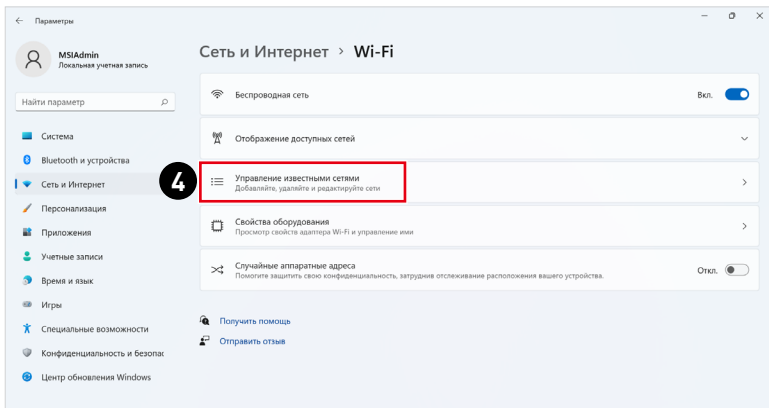 Параметры
MSIAdmin
Локальная учетная запись
Найти параметр
Система
Bluetooth и устройства
Сеть и Интернет
Персонализация
Приложения
Учетные записи
Время и язык
Игры
Специальные возможности
Конфиденциальность и безопас
Центр обновления Windows
Сеть и Интернет > Wi-Fi
Беспроводная сеть
Вкл.
Отображение доступных сетей
4
Управление известными сетями
Добавляйте, удаляйте и редактируйте сети
Свойства оборудования
Просмотр свойств адаптера Wi-Fi и управление ими
Случайные аппаратные адреса
Помогите защитить свою конфиденциальность, затруднив отслеживание расположения вашего устройства.
Откл.
Получить помощь
Отправить отзыв